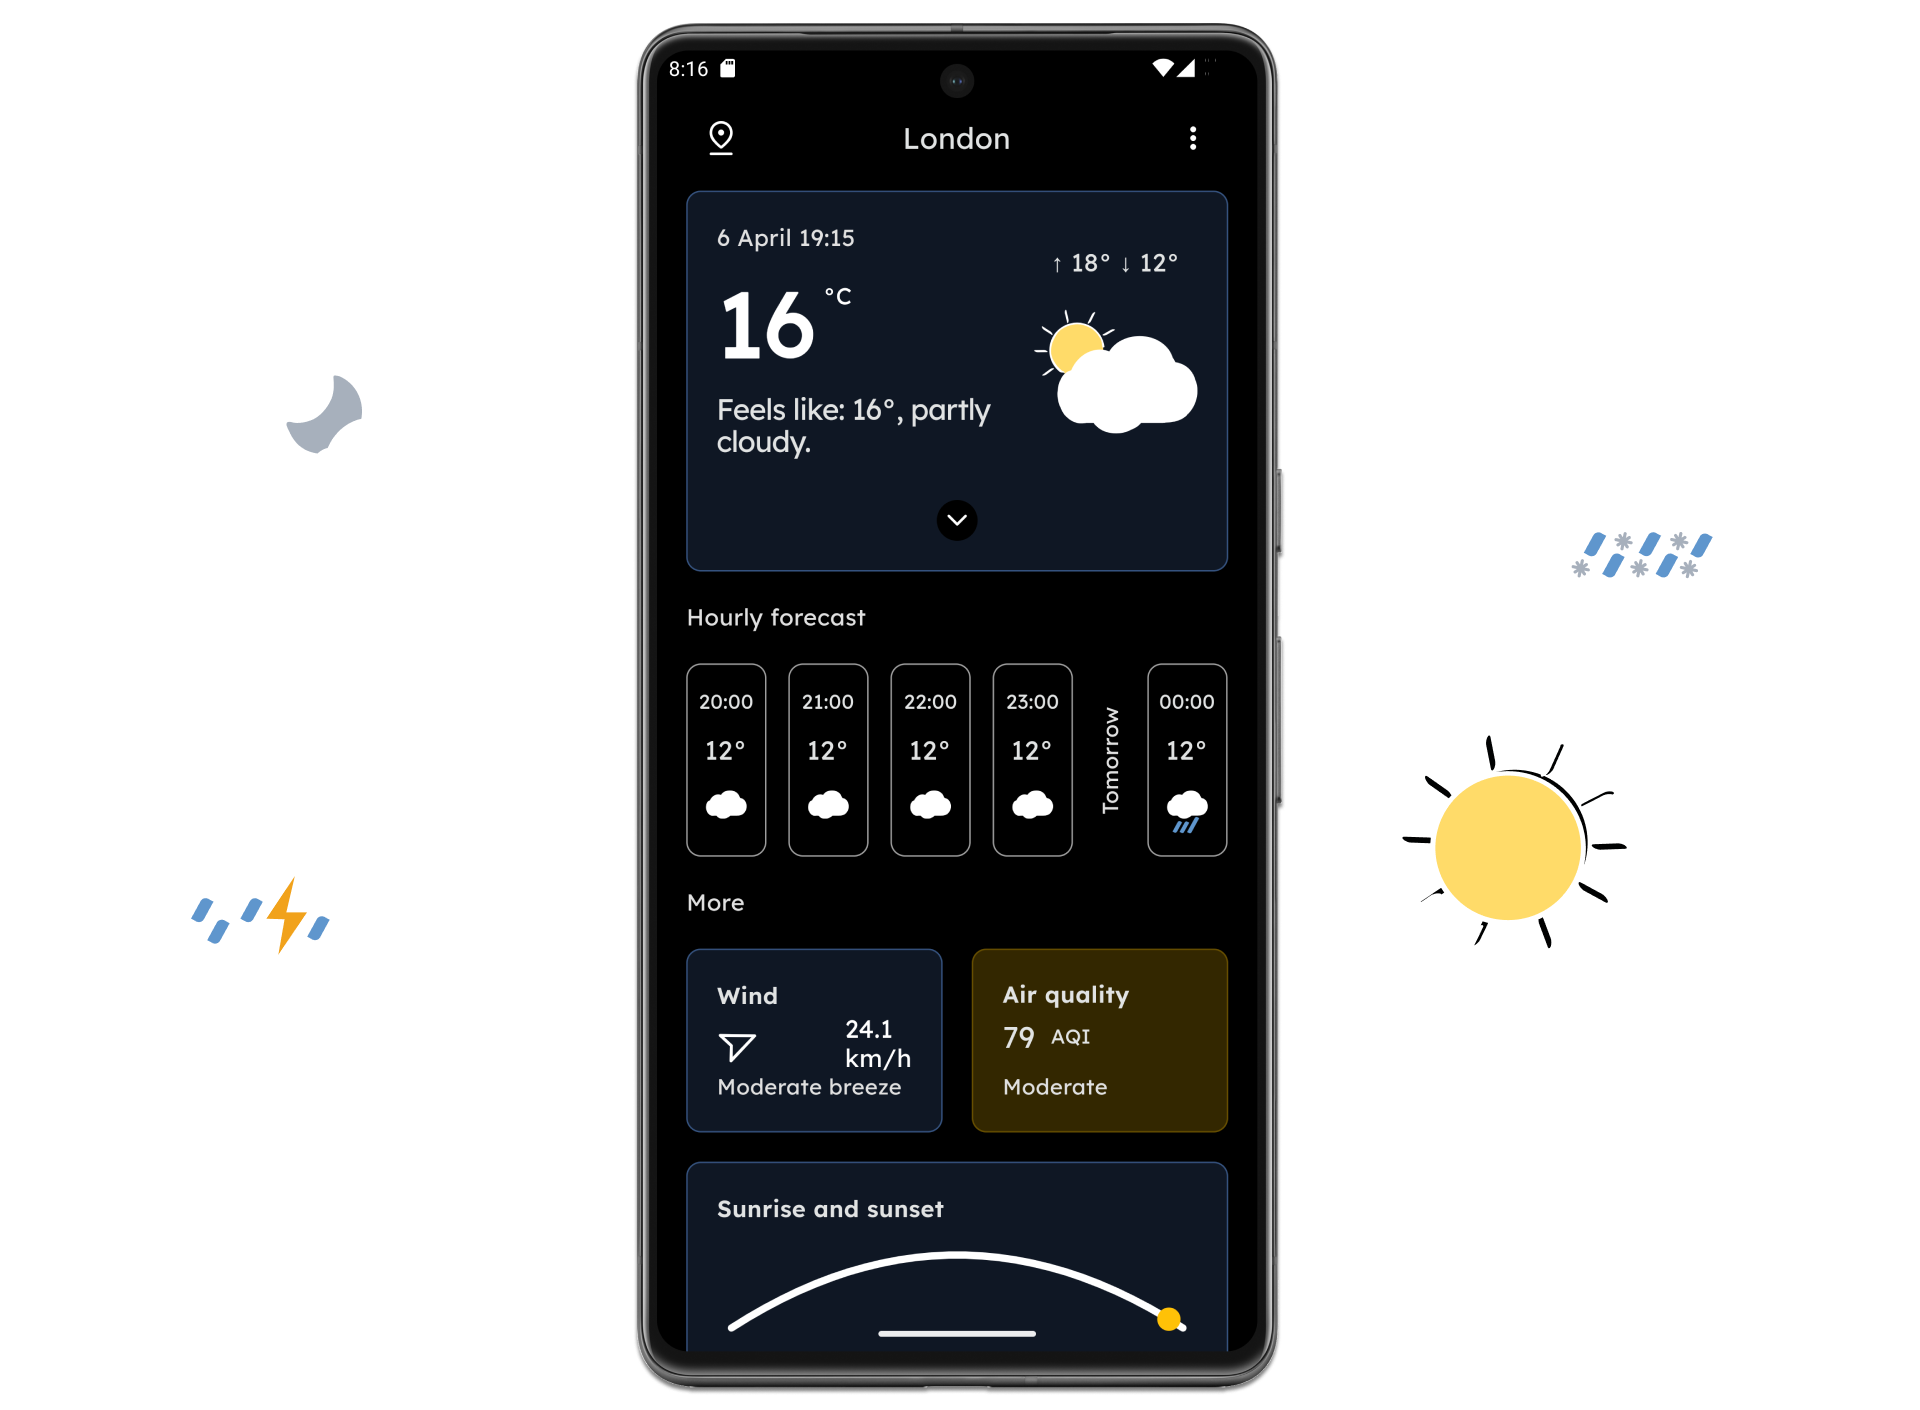 8:16
London
6 April 19:15
↑ 18° ↓ 12°
16 °C
Feels like: 16°, partly
cloudy.
Hourly forecast
20:00 21:00 22:00 23:00 Tomorrow 00:00
12° 12° 12° 12° 12°
More
Wind
24.1
km/h
Moderate breeze
Air quality
79 AQI
Moderate
Sunrise and sunset